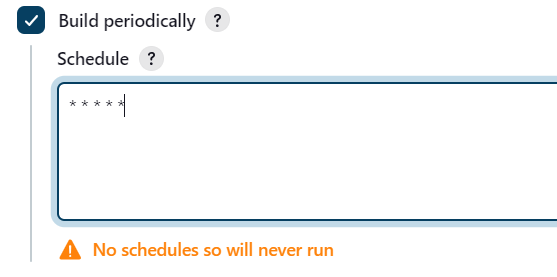 Build periodically ?
Schedule ?
* * * * *
No schedules so will never run